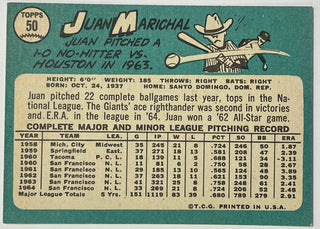 TOPPS
50
JUAN MARICHAL
JUAN PITCHED A
1-0 NO-HITTER VS.
HOUSTON IN 1963.
HEIGHT: 6'0" WEIGHT: 185 THROWS: RIGHT BATS: RIGHT
BORN: OCT. 24, 1937 HOME: SANTO DOMINGO, DOM. REP.
Juan pitched 22 complete ballgames last year, tops in the Na-
tional League. The Giants' ace righthander was second in victories
and E.R.A. in the league in '64. Juan won a '62 All-Star game.
COMPLETE MAJOR AND MINOR LEAGUE PITCHING RECORD
YEAR TEAM LEA. G IP W L PCT. SO BB ERA
1958 Mich. City Midwest 35 245 21 8 .724 246 50 1.87
1959 Springfield East. 37 271 18 13 .581 208 47 2.39
1960 Tacoma P. C. L. 18 139 11 5 .688 121 34 3.11
1960 San Francisco N. L. 11 81 6 2 .750 58 28
1961 San Francisco N. L. 29 185 13 10 .565 124 48 3.89
1962 San Francisco N. L. 37 263 18 11 .621 153 90
1963 San Francisco N. L. 41 321 25 8 .758 248 61 2.41
1964 San Francisco N. L. 33 269 21 8 .724 206 52 2.48
Major League Totals 5 Yrs. 151 1119 83 39 .680 789 279 2.91
©T.C.G. PRINTED IN U.S.A.